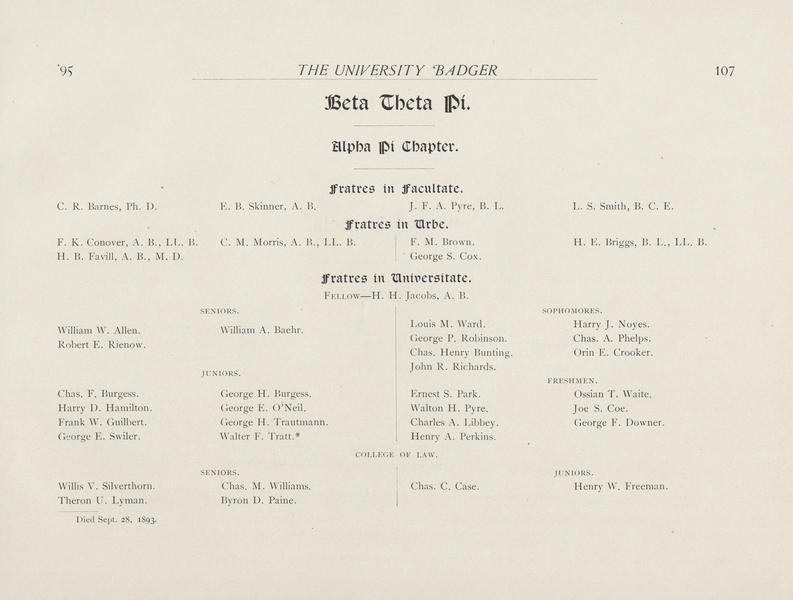 '95
THE UNIVERSITY BADGER
107
Beta Theta Pi.
Alpha Pi Chapter.
Fratres in Facultate.
C. R. Barnes, Ph. D. E. B. Skinner, A. B. J. F. A. Pyre, B. L. L. S. Smith, B. C. E.
Fratres in Urbe.
F. K. Conover, A. B., LL. B. C. M. Morris, A. B., LL. B. F. M. Brown. H. E. Briggs, B. L., LL. B.
H. B. Favill, A. B., M. D. George S. Cox.
Fratres in Universitate.
FELLOW—H. H. Jacobs, A. B.
SENIORS.
William W. Allen. William A. Baehr.
Robert E. Rienow.
JUNIORS.
Chas. F. Burgess. George H. Burgess.
Harry D. Hamilton. George E. O'Neil.
Frank W. Guilbert. George H. Trautmann.
George E. Swiler. Walter F. Tratt.*
SOPHOMORES.
Louis M. Ward. Harry J. Noyes.
George P. Robinson. Chas. A. Phelps.
Chas. Henry Bunting. Orin E. Crooker.
John R. Richards.
FRESHMEN.
Ernest S. Park. Ossian T. Waite.
Walton H. Pyre. Joe S. Coe.
Charles A. Libbey. George F. Downer.
Henry A. Perkins.
COLLEGE OF LAW.
SENIORS.
Willis V. Silverthorn. Chas. M. Williams.
Theron U. Lyman. Byron D. Paine.
JUNIORS.
Chas. C. Case. Henry W. Freeman.
Died Sept. 28, 1893.